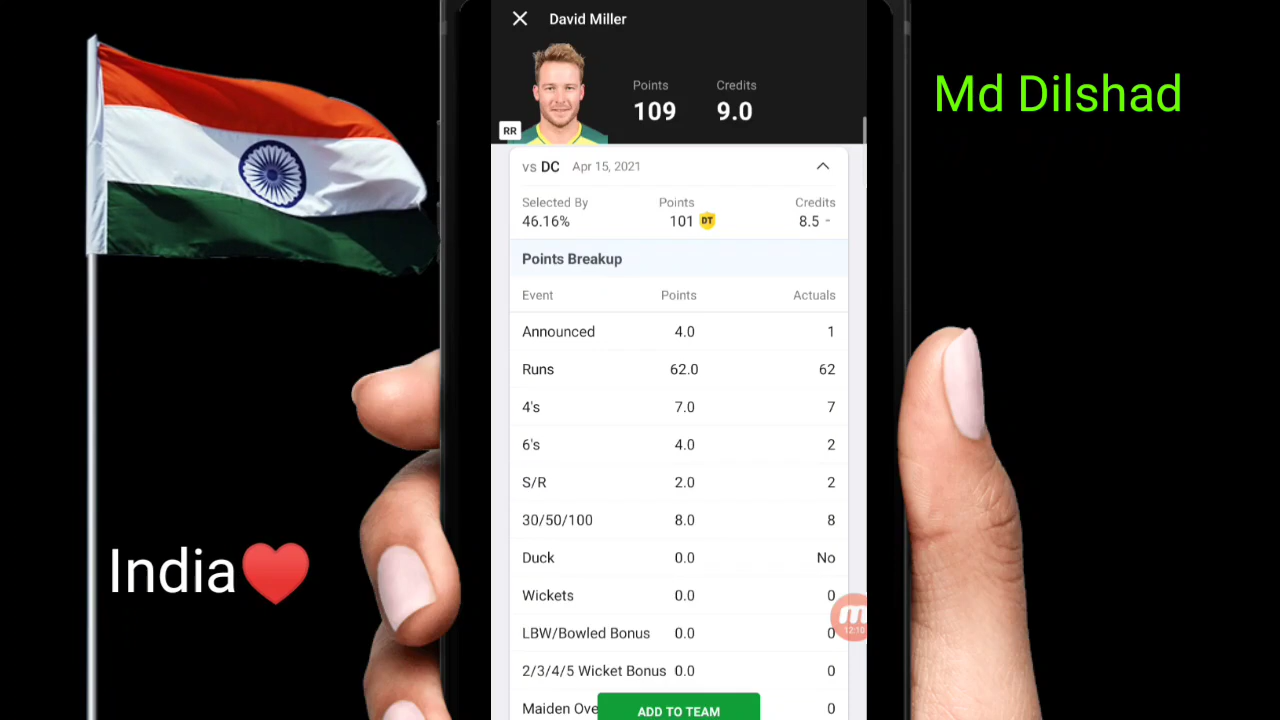 David Miller
Md Dilshad
Points Credits
109 9.0
RR
vs DC Apr 15, 2021
Selected By Points Credits
46.16% 101 DT 8.5 -
Points Breakup
Event Points Actuals
Announced 4.0 1
Runs 62.0 62
4's 7.0 7
6's 4.0 2
S/R 2.0 2
30/50/100 8.0 8
India❤️
Duck 0.0 No
Wickets 0.0 0
12:10
LBW/Bowled Bonus 0.0 0
2/3/4/5 Wicket Bonus 0.0 0
Maiden Ove 0
ADD TO TEAM